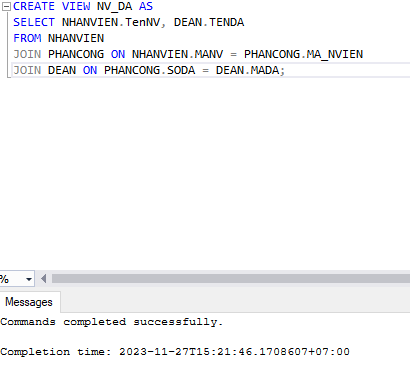 CREATE VIEW NV_DA AS
SELECT NHANVIEN.TenNV, DEAN.TENDA
FROM NHANVIEN
JOIN PHANCONG ON NHANVIEN.MANV = PHANCONG.MA_NVIEN
JOIN DEAN ON PHANCONG.SODA = DEAN.MADA;
%
Messages
Commands completed successfully.
Completion time: 2023-11-27T15:21:46.1708607+07:00